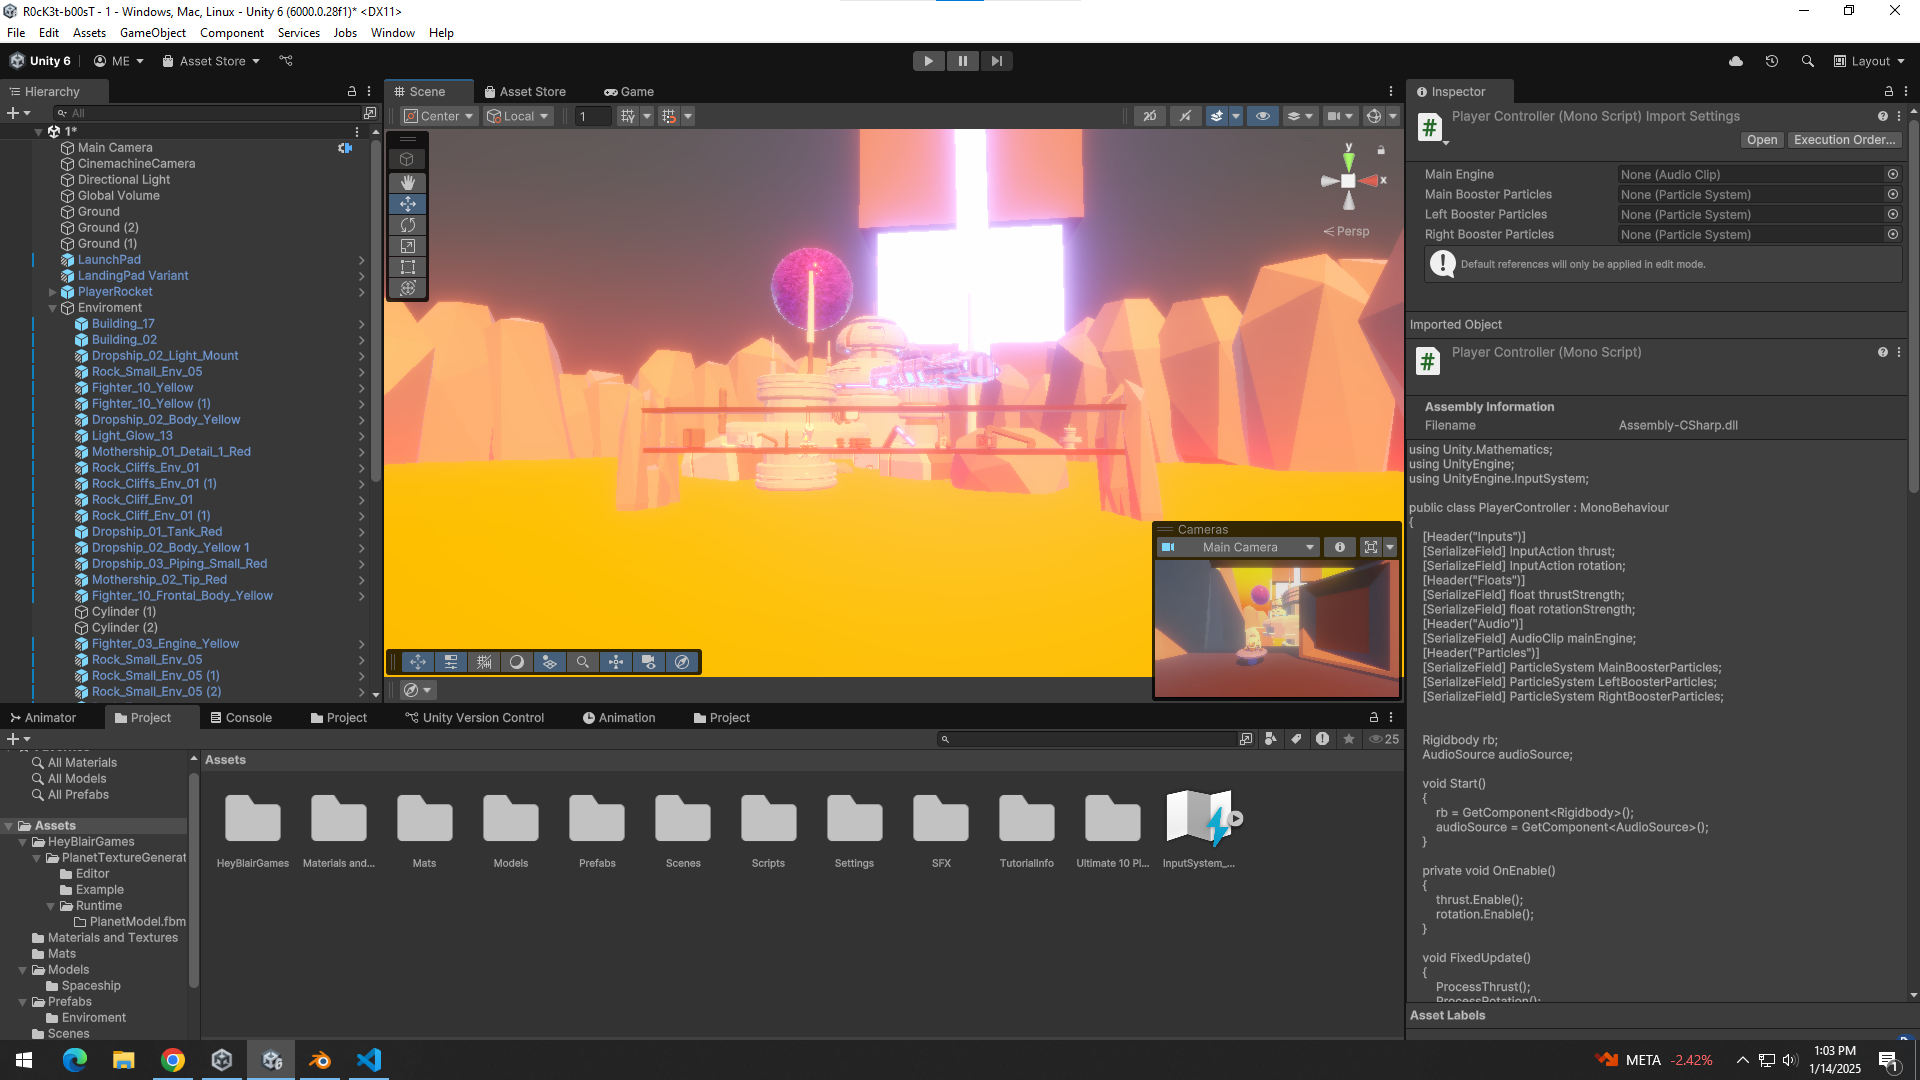 R0cK3t-b00sT - 1 - Windows, Mac, Linux - Unity 6 (6000.0.28f1)* <DX11>
File Edit Assets GameObject Component Services Jobs Window Help
Unity 6 ME Asset Store Layout
Hierarchy
All
1*
Main Camera
CinemachineCamera
Directional Light
Global Volume
Ground
Ground (2)
Ground (1)
LaunchPad
LandingPad Variant
PlayerRocket
Enviroment
Building_17
Building_02
Dropship_02_Light_Mount
Rock_Small_Env_05
Fighter_10_Yellow
Fighter_10_Yellow (1)
Dropship_02_Body_Yellow
Light_Glow_13
Mothership_01_Detail_1_Red
Rock_Cliffs_Env_01
Rock_Cliffs_Env_01 (1)
Rock_Cliff_Env_01
Rock_Cliff_Env_01 (1)
Dropship_01_Tank_Red
Dropship_02_Body_Yellow 1
Dropship_03_Piping_Small_Red
Mothership_02_Tip_Red
Fighter_10_Frontal_Body_Yellow
Cylinder (1)
Cylinder (2)
Fighter_03_Engine_Yellow
Rock_Small_Env_05
Rock_Small_Env_05 (1)
Rock_Small_Env_05 (2)
Scene Asset Store Game
Center Local 1 2D
y
x
Persp
Cameras
Main Camera
Inspector
Player Controller (Mono Script) Import Settings
Open Execution Order...
Main Engine None (Audio Clip)
Main Booster Particles None (Particle System)
Left Booster Particles None (Particle System)
Right Booster Particles None (Particle System)
Default references will only be applied in edit mode.
Imported Object
Player Controller (Mono Script)
Assembly Information
Filename Assembly-CSharp.dll
using Unity.Mathematics;
using UnityEngine;
using UnityEngine.InputSystem;
public class PlayerController : MonoBehaviour
{
[Header("Inputs")]
[SerializeField] InputAction thrust;
[SerializeField] InputAction rotation;
[Header("Floats")]
[SerializeField] float thrustStrength;
[SerializeField] float rotationStrength;
[Header("Audio")]
[SerializeField] AudioClip mainEngine;
[Header("Particles")]
[SerializeField] ParticleSystem MainBoosterParticles;
[SerializeField] ParticleSystem LeftBoosterParticles;
[SerializeField] ParticleSystem RightBoosterParticles;
Rigidbody rb;
AudioSource audioSource;
void Start()
{
rb = GetComponent<Rigidbody>();
audioSource = GetComponent<AudioSource>();
}
private void OnEnable()
{
thrust.Enable();
rotation.Enable();
}
void FixedUpdate()
{
ProcessThrust();
ProcessRotation();
Asset Labels
Animator Project Console Project Unity Version Control Animation Project
25
Favorites
All Materials
All Models
All Prefabs
Assets
HeyBlairGames
PlanetTextureGenerat
Editor
Example
Runtime
PlanetModel.fbm
Materials and Textures
Mats
Models
Spaceship
Prefabs
Enviroment
Scenes
Assets
HeyBlairGames Materials and... Mats Models Prefabs Scenes Scripts Settings SFX TutorialInfo Ultimate 10 Pl... InputSystem_...
META -2.42%
1:03 PM
1/14/2025
1